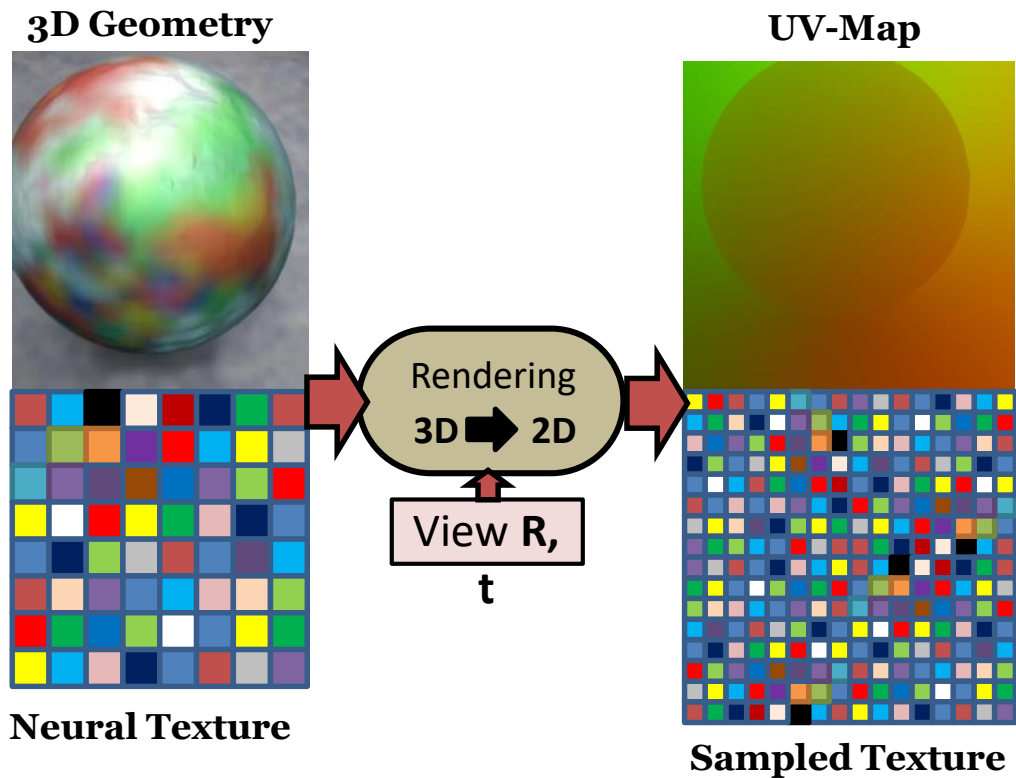 3D Geometry
UV-Map
Rendering
3D 2D
View R,
t
Neural Texture
Sampled Texture